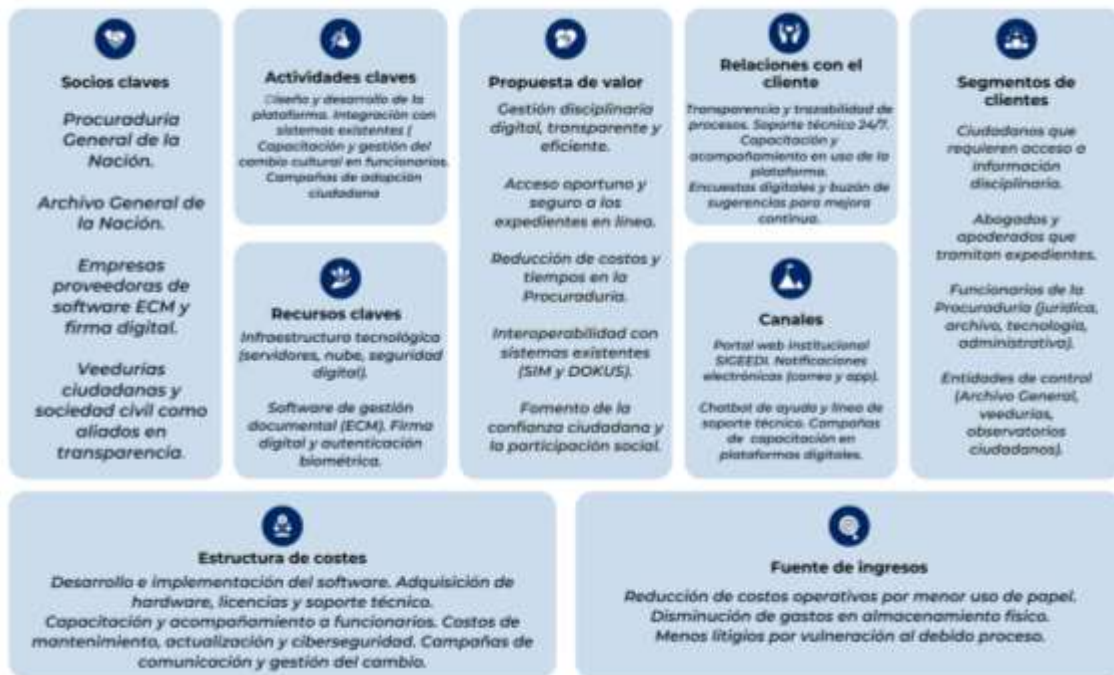 Socios claves
Procuraduría
General de la
Nación.
Archivo General de
la Nación.
Empresas
proveedoras de
software ECM y
firma digital.
Veedurías
ciudadanas y
sociedad civil como
aliados en
transparencia.
Actividades claves
Diseño y desarrollo de la
plataforma. Integración con
sistemas existentes (
Capacitación y gestión del
cambio cultural en funcionarios.
Campañas de adopción
ciudadana
Recursos claves
Infraestructura tecnológica
(servidores, nube, seguridad
digital).
Software de gestión
documental (ECM). Firma
digital y autenticación
biométrica.
Propuesta de valor
Gestión disciplinaria
digital, transparente y
eficiente.
Acceso oportuno y
seguro a los
expedientes en línea.
Reducción de costos y
tiempos en la
Procuraduría.
Interoperabilidad con
sistemas existentes
(SIM y DOKUS).
Fomento de la
confianza ciudadana y
la participación social.
Relaciones con el
cliente
Transparencia y trazabilidad de
procesos. Soporte técnico 24/7.
Capacitación y
acompañamiento en uso de la
plataforma.
Encuestas digitales y buzón de
sugerencias para mejora
continua.
Canales
Portal web institucional
SIGEEDI. Notificaciones
electrónicas (correo y app).
Chatbot de ayuda y línea de
soporte técnico. Campañas
de capacitación en
plataformas digitales.
Segmentos de
clientes
Ciudadanos que
requieren acceso a
información
disciplinaria.
Abogados y
apoderados que
tramitan expedientes.
Funcionarios de la
Procuraduría (jurídica,
archivo, tecnología,
administrativa).
Entidades de control
(Archivo General,
veedurías,
observatorios
ciudadanos).
Estructura de costes
Desarrollo e implementación del software. Adquisición de
hardware, licencias y soporte técnico.
Capacitación y acompañamiento a funcionarios. Costos de
mantenimiento, actualización y ciberseguridad. Campañas de
comunicación y gestión del cambio.
Fuente de ingresos
Reducción de costos operativos por menor uso de papel.
Disminución de gastos en almacenamiento físico.
Menos litigios por vulneración al debido proceso.